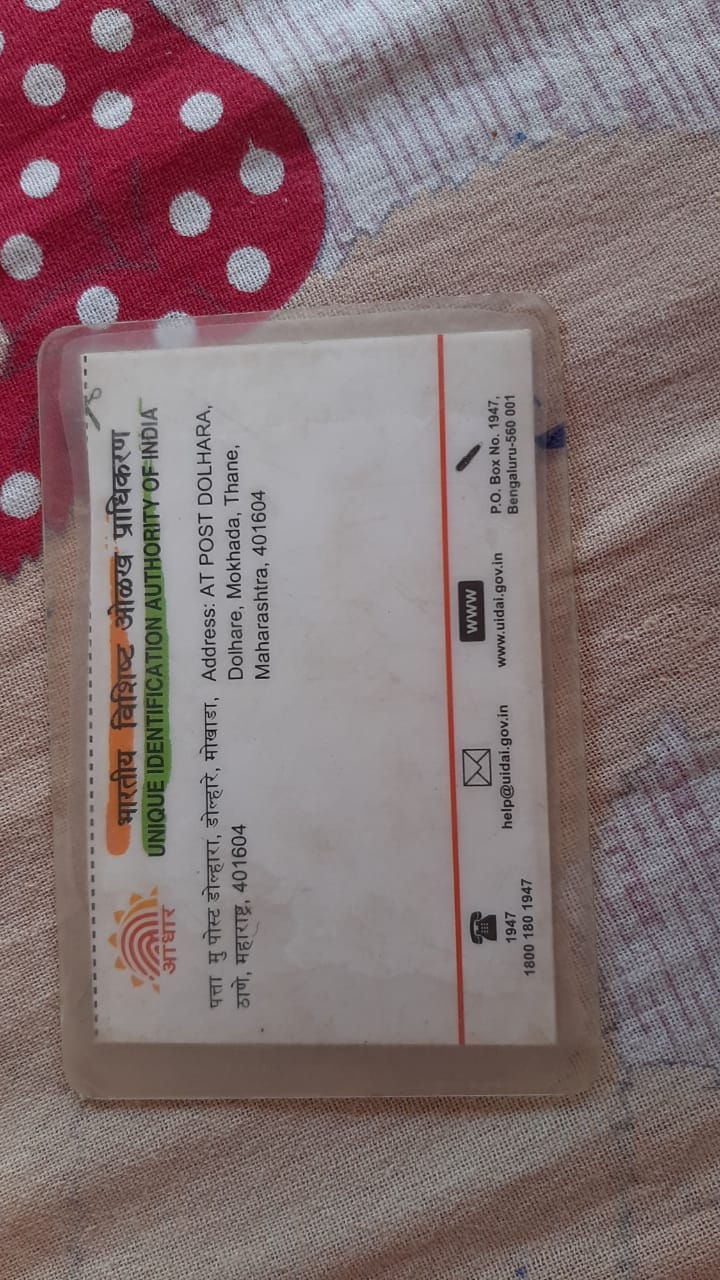 भारतीय विशिष्ट ओळख प्राधिकरण
UNIQUE IDENTIFICATION AUTHORITY OF INDIA
आधार
पत्ता मु पोस्ट डोल्हारा, डोल्हारे, मोखाडा,
ठाणे, महाराष्ट्र, 401604
Address: AT POST DOLHARA,
Dolhare, Mokhada, Thane,
Maharashtra, 401604
1947
1800 180 1947
help@uidai.gov.in
www
www.uidai.gov.in
P.O. Box No. 1947,
Bengaluru-560 001